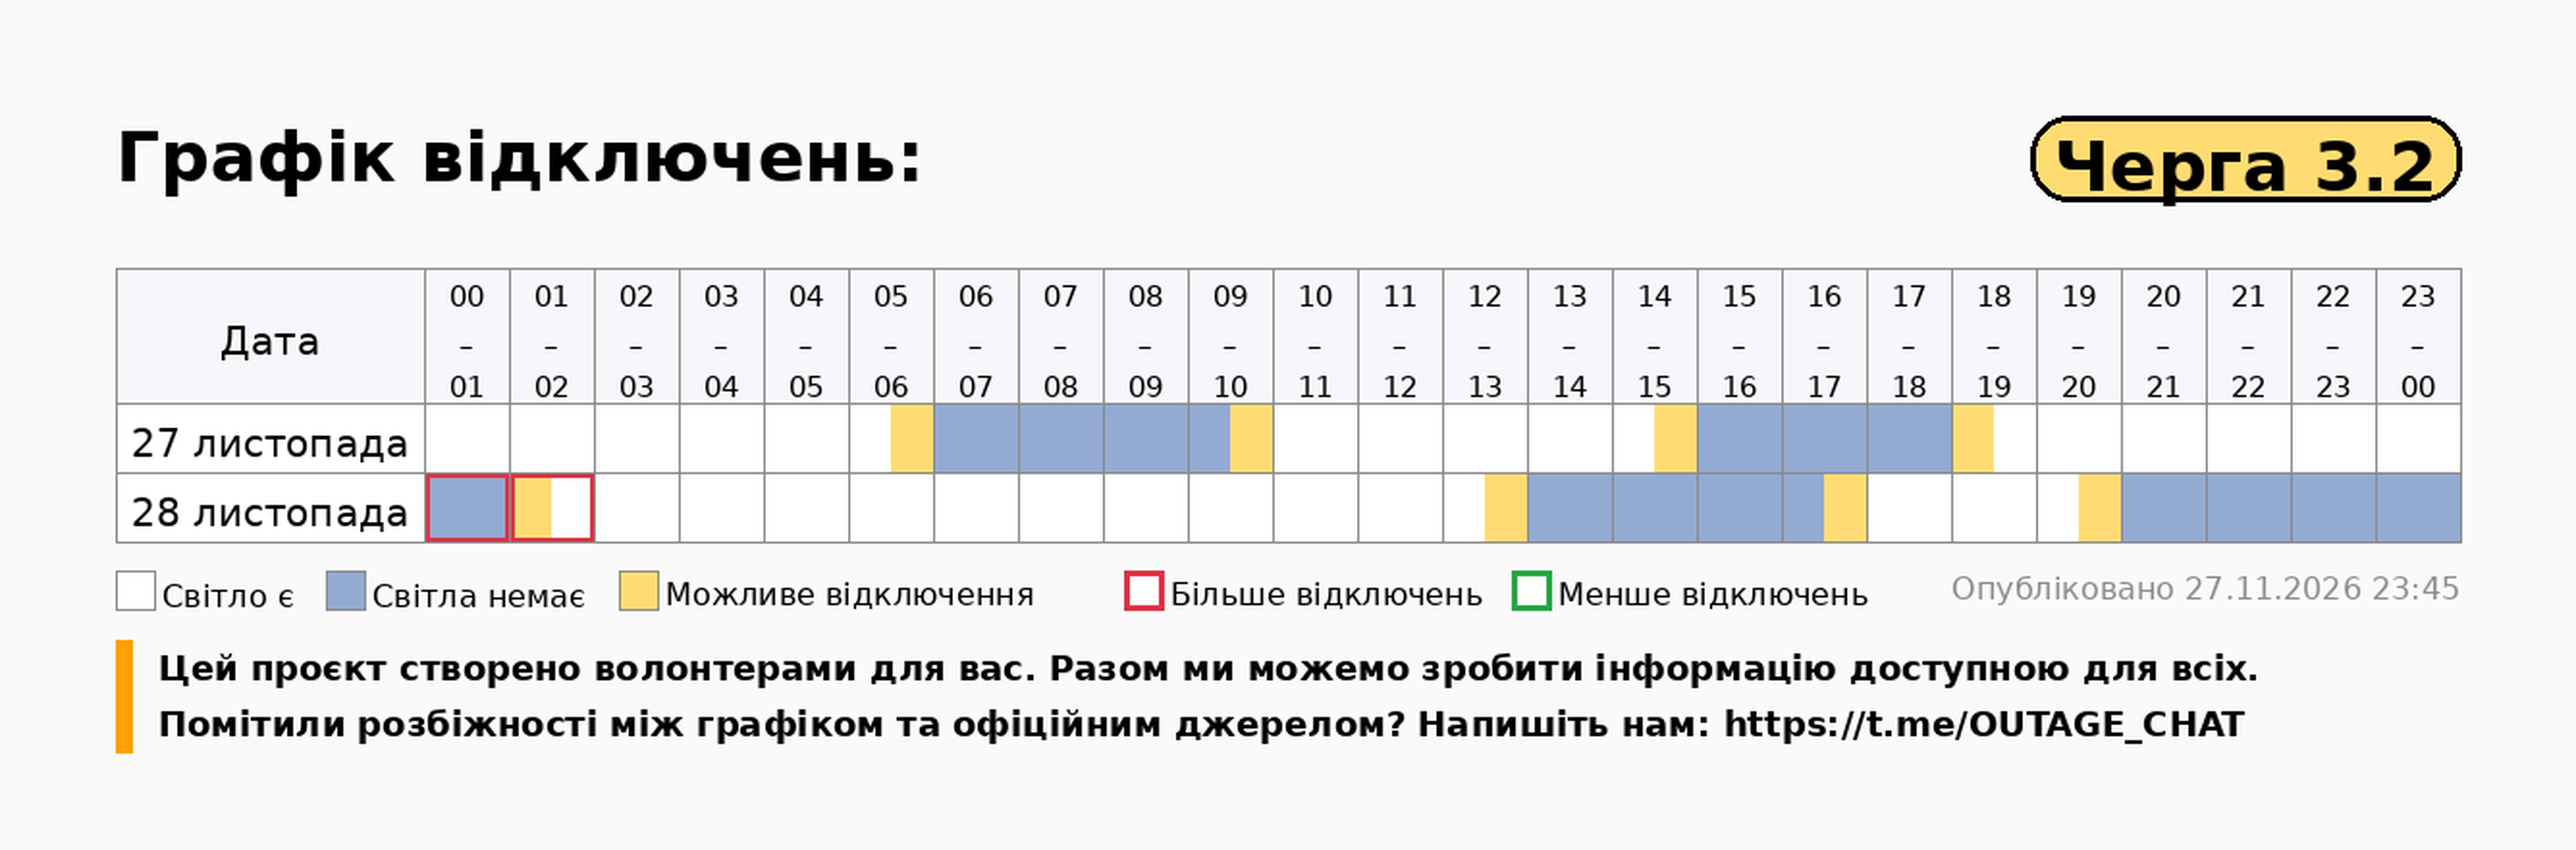 Графік відключень:
Черга 3.2
Дата
00 – 01
01 – 02
02 – 03
03 – 04
04 – 05
05 – 06
06 – 07
07 – 08
08 – 09
09 – 10
10 – 11
11 – 12
12 – 13
13 – 14
14 – 15
15 – 16
16 – 17
17 – 18
18 – 19
19 – 20
20 – 21
21 – 22
22 – 23
23 – 00
27 листопада
28 листопада
Світло є Світла немає Можливе відключення Більше відключень Менше відключень Опубліковано 27.11.2026 23:45
Цей проєкт створено волонтерами для вас. Разом ми можемо зробити інформацію доступною для всіх.
Помітили розбіжності між графіком та офіційним джерелом? Напишіть нам: https://t.me/OUTAGE_CHAT